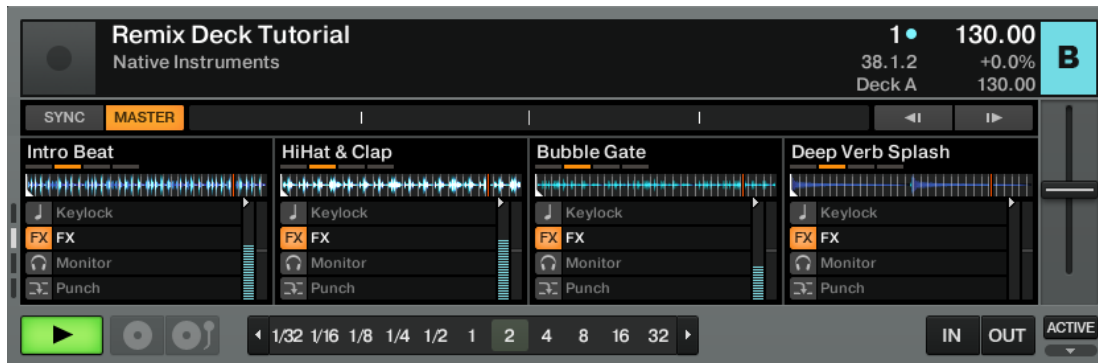 Remix Deck Tutorial 1 130.00
Native Instruments 38.1.2 +0.0%
Deck A 130.00
B
SYNC MASTER
Intro Beat HiHat & Clap Bubble Gate Deep Verb Splash
Keylock Keylock Keylock Keylock
FX FX FX FX FX FX FX FX
Monitor Monitor Monitor Monitor
Punch Punch Punch Punch
1/32 1/16 1/8 1/4 1/2 1 2 4 8 16 32 IN OUT ACTIVE